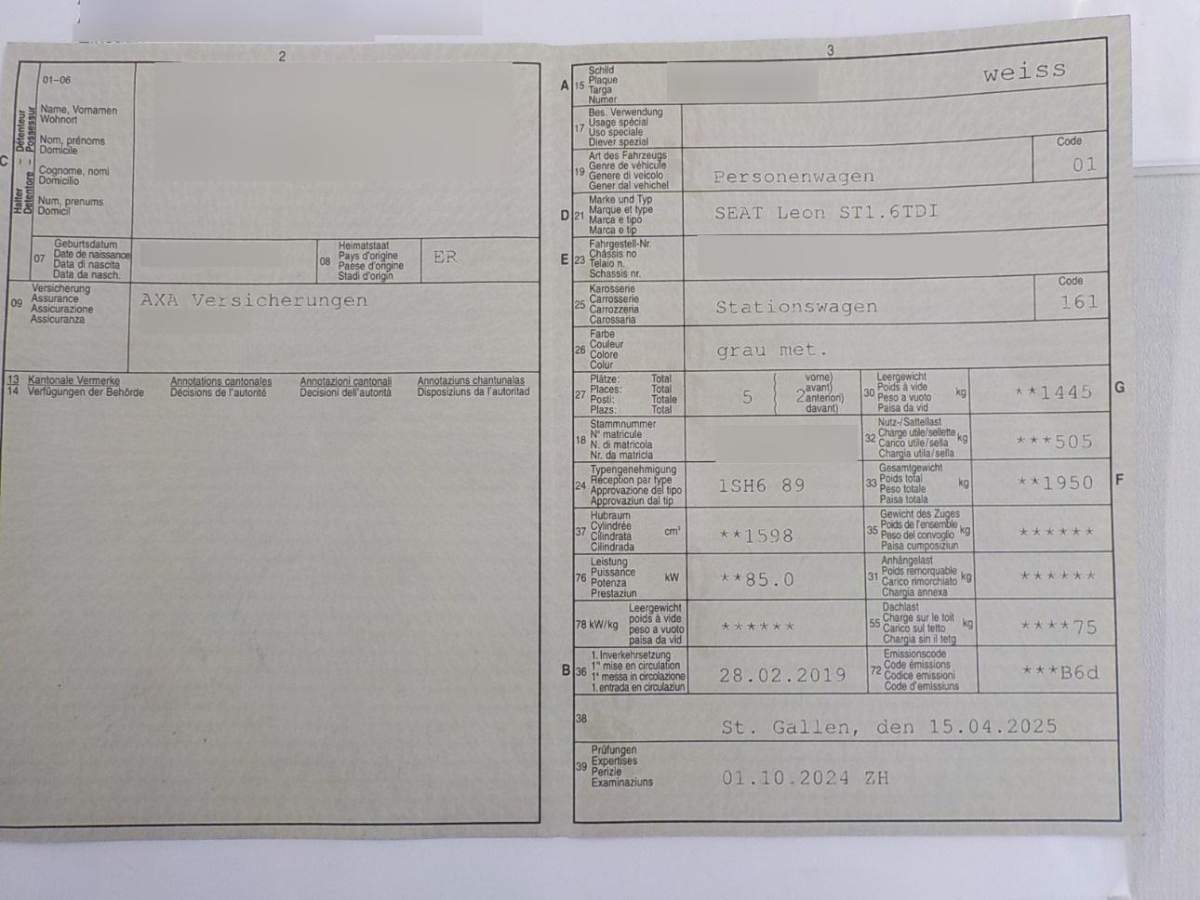 2
01-06
Name, Vornamen
Wohnort
Nom, prénoms
Domicile
Cognome, nomi
Domicilio
Num, prenums
Domicil
C
Halter – Détenteur
Detentore – Possessur
07
Geburtsdatum
Date de naissance
Data di nascita
Data da nasch.
08
Heimatstaat
Pays d'origine
Paese d'origine
Stadi d'origin
ER
09
Versicherung
Assurance
Assicurazione
Assicuranza
AXA Versicherungen
13 Kantonale Vermerke Annotations cantonales Annotazioni cantonali Annotaziuns chantunalas
14 Verfügungen der Behörde Décisions de l'autorité Decisioni dell'autorità Disposiziuns da l'autoritad
3
A 15
Schild
Plaque
Targa
Numer
weiss
17
Bes. Verwendung
Usage spécial
Uso speciale
Diever spezial
19
Art des Fahrzeugs
Genre de véhicule
Genere di veicolo
Gener dal vehichel
Personenwagen
Code
01
D 21
Marke und Typ
Marque et type
Marca e tipo
Marca e tip
SEAT Leon ST1.6TDI
E 23
Fahrgestell-Nr.
Châssis no
Telaio n.
Schassis nr.
25
Karosserie
Carrosserie
Carrozzeria
Carossaria
Stationswagen
Code
161
26
Farbe
Couleur
Colore
Colur
grau met.
27
Plätze: Total
Places: Total
Posti: Totale
Plazs: Total
5
( vorne)
avant)
2 anteriori)
davant)
30
Leergewicht
Poids à vide
Peso a vuoto
Paisa da vid
kg
**1445
G
18
Stammnummer
N° matricule
N. di matricola
Nr. da matricla
32
Nutz-/Sattellast
Charge utile/sellette
Carico utile/sella
Chargia utila/sella
kg
***505
24
Typengenehmigung
Réception par type
Approvazione del tipo
Approvaziun dal tip
1SH6 89
33
Gesamtgewicht
Poids total
Peso totale
Paisa totala
kg
**1950
F
37
Hubraum
Cylindrée
Cilindrata
Cilindrada
cm³
**1598
35
Gewicht des Zuges
Poids de l'ensemble
Peso del convoglio
Paisa cumposiziun
kg
******
76
Leistung
Puissance
Potenza
Prestaziun
kW
**85.0
31
Anhängelast
Poids remorquable
Carico rimorchiato
Chargia annexa
kg
******
78 kW/kg
Leergewicht
poids à vide
peso a vuoto
paisa da vid
******
55
Dachlast
Charge sur le toit
Carico sul tetto
Chargia sin il tetg
kg
****75
B 36
1. Inverkehrsetzung
1re mise en circulation
1a messa in circolazione
1. entrada en circulaziun
28.02.2019
72
Emissionscode
Code émissions
Codice emissioni
Code d'emissiuns
***B6d
38
St. Gallen, den 15.04.2025
39
Prüfungen
Expertises
Perizie
Examinaziuns
01.10.2024 ZH